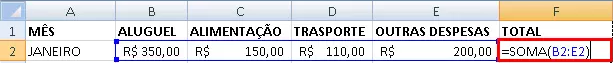 A B C D E F
1 MÊS ALUGUEL ALIMENTAÇÃO TRASPORTE OUTRAS DESPESAS TOTAL
2 JANEIRO R$ 350,00 R$ 150,00 R$ 110,00 R$ 200,00 =SOMA(B2:E2)